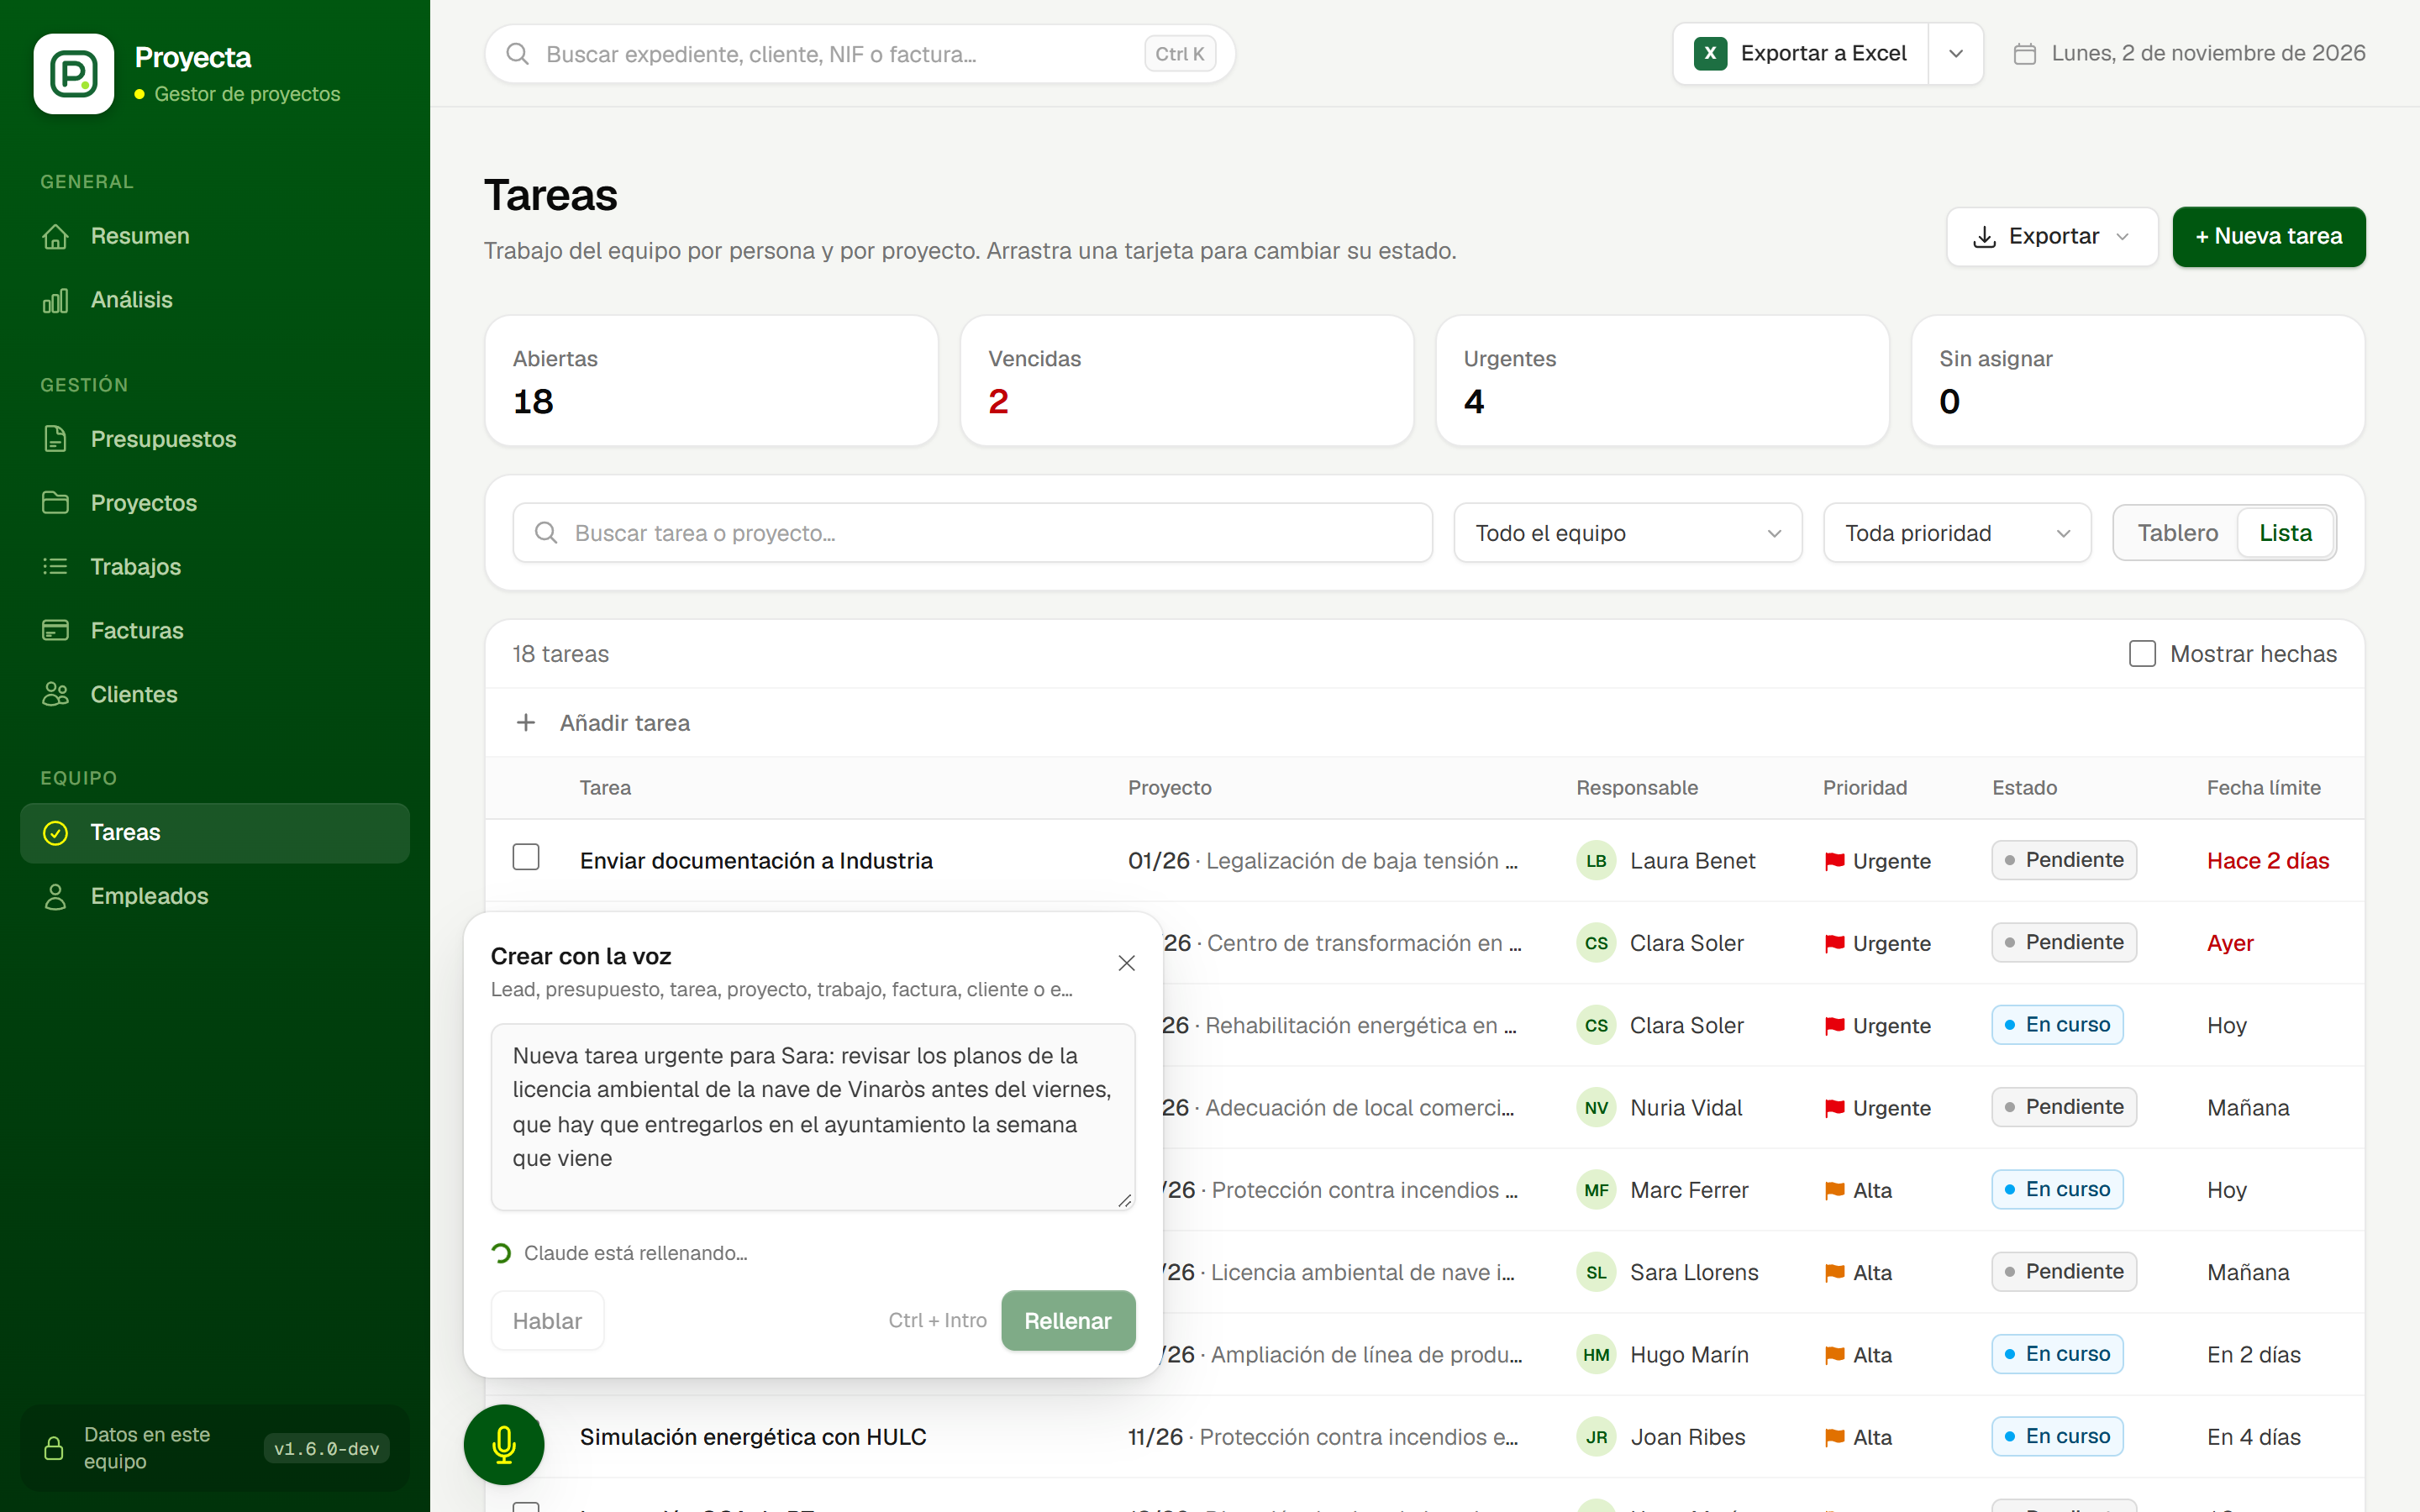 Proyecta
Gestor de proyectos
GENERAL
Resumen
Análisis
GESTIÓN
Presupuestos
Proyectos
Trabajos
Facturas
Clientes
EQUIPO
Tareas
Empleados
Datos en este
equipo
v1.6.0-dev
Buscar expediente, cliente, NIF o factura...
Ctrl K
X Exportar a Excel
Lunes, 2 de noviembre de 2026
Tareas
Trabajo del equipo por persona y por proyecto. Arrastra una tarjeta para cambiar su estado.
Exportar
+ Nueva tarea
Abiertas
18
Vencidas
2
Urgentes
4
Sin asignar
0
Buscar tarea o proyecto...
Todo el equipo
Toda prioridad
Tablero
Lista
18 tareas
Mostrar hechas
+ Añadir tarea
Tarea Proyecto Responsable Prioridad Estado Fecha límite
Enviar documentación a Industria 01/26 · Legalización de baja tensión ... LB Laura Benet Urgente Pendiente Hace 2 días
26 · Centro de transformación en ... CS Clara Soler Urgente Pendiente Ayer
26 · Rehabilitación energética en ... CS Clara Soler Urgente En curso Hoy
26 · Adecuación de local comerci... NV Nuria Vidal Urgente Pendiente Mañana
/26 · Protección contra incendios ... MF Marc Ferrer Alta En curso Hoy
/26 · Licencia ambiental de nave i... SL Sara Llorens Alta Pendiente Mañana
/26 · Ampliación de línea de produ... HM Hugo Marín Alta En curso En 2 días
Simulación energética con HULC 11/26 · Protección contra incendios e... JR Joan Ribes Alta En curso En 4 días
Crear con la voz
Lead, presupuesto, tarea, proyecto, trabajo, factura, cliente o e...
Nueva tarea urgente para Sara: revisar los planos de la
licencia ambiental de la nave de Vinaròs antes del viernes,
que hay que entregarlos en el ayuntamiento la semana
que viene
Claude está rellenando...
Hablar
Ctrl + Intro
Rellenar